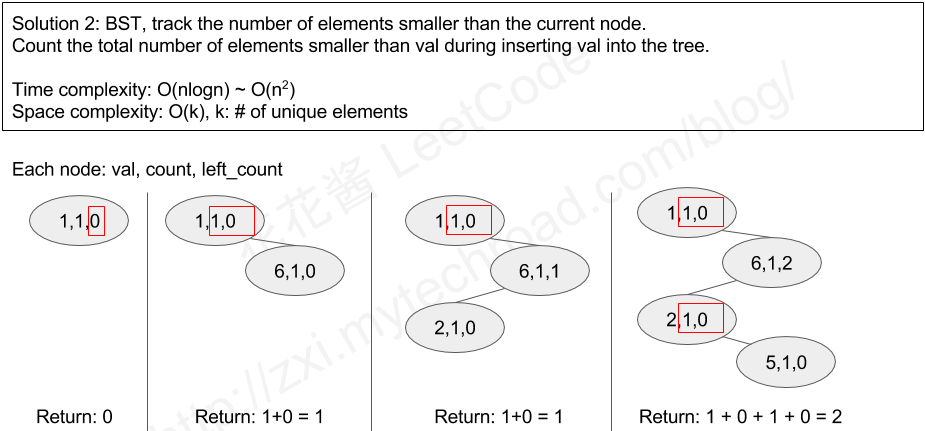 Solution 2: BST, track the number of elements smaller than the current node.
Count the total number of elements smaller than val during inserting val into the tree.
Time complexity: O(nlogn) ~ O(n²)
Space complexity: O(k), k: # of unique elements
Each node: val, count, left_count
1,1,0
1,1,0
6,1,0
1,1,0
6,1,1
2,1,0
1,1,0
6,1,2
2,1,0
5,1,0
Return: 0
Return: 1+0 = 1
Return: 1+0 = 1
Return: 1 + 0 + 1 + 0 = 2
花花酱 LeetCode
http://zxi.mytechroad.com/blog/